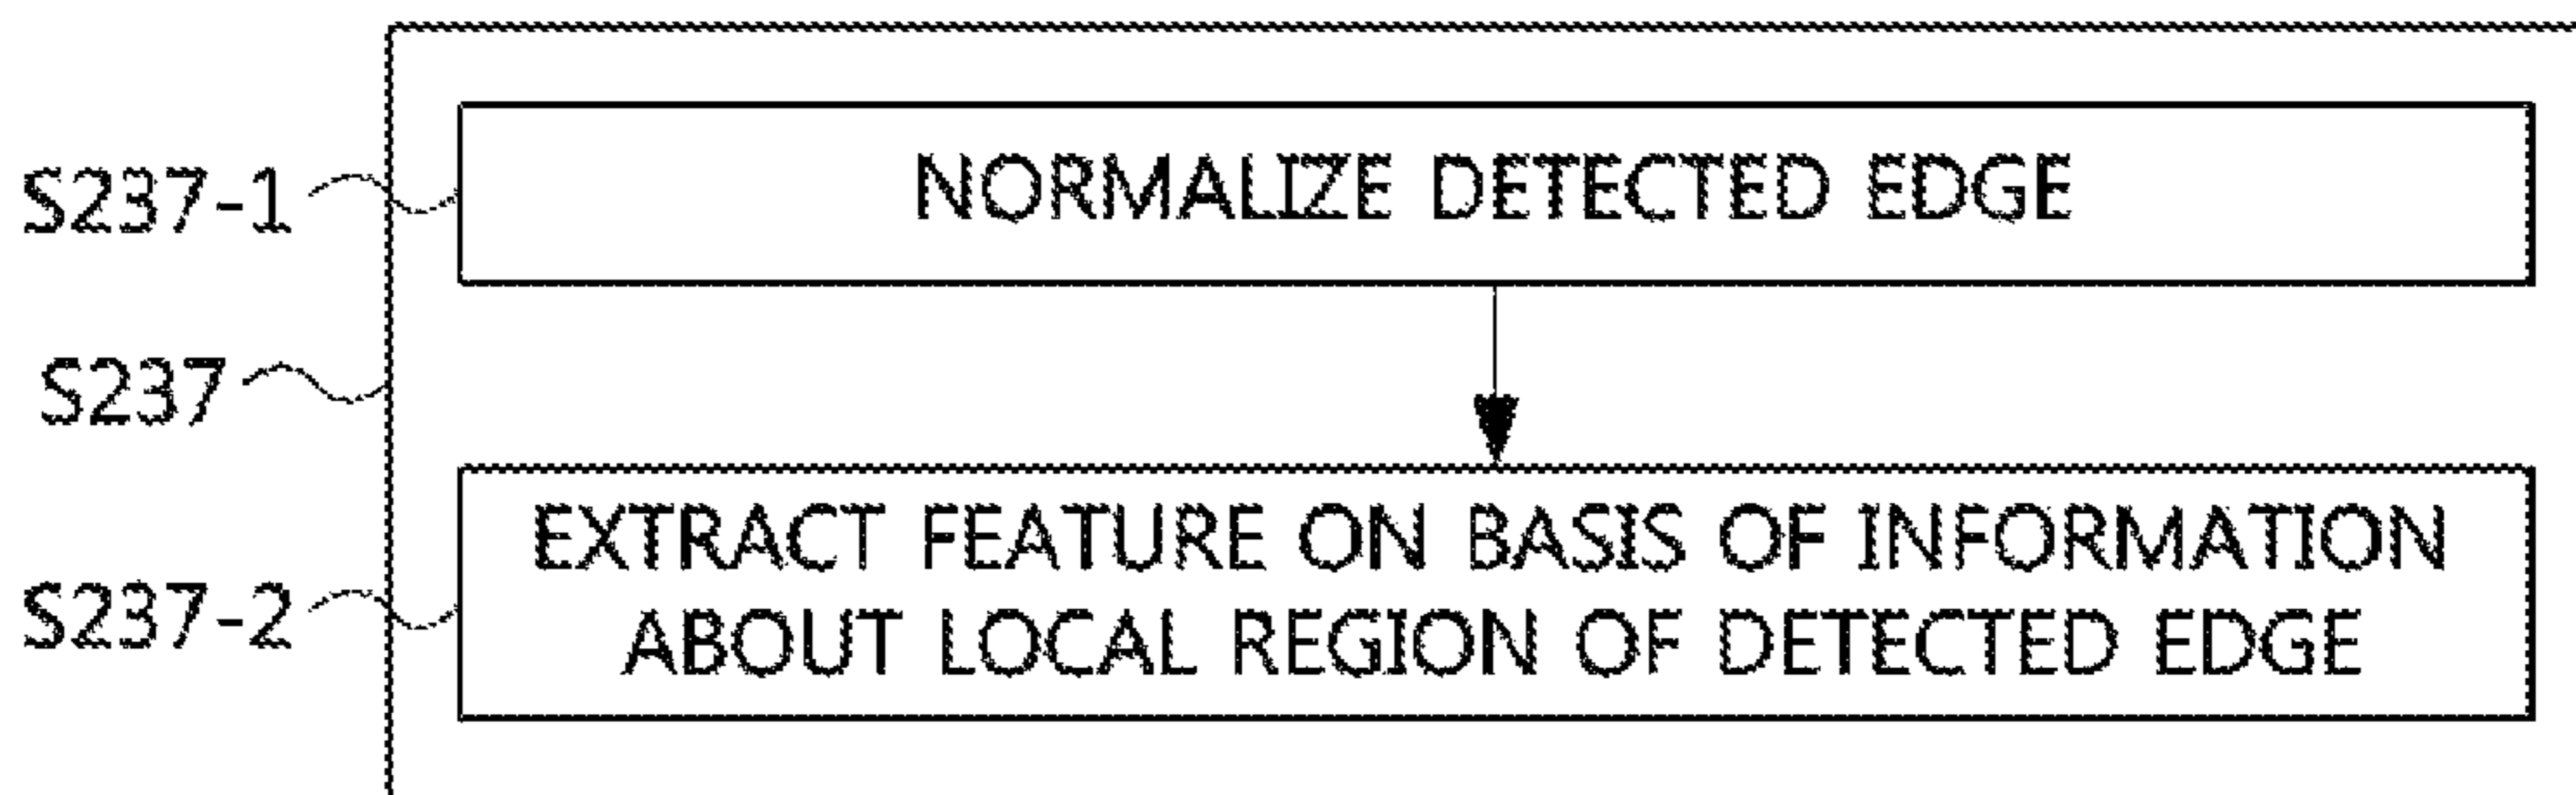 S237-1
NORMALIZE DETECTED EDGE
S237
S237-2
EXTRACT FEATURE ON BASIS OF INFORMATION
ABOUT LOCAL REGION OF DETECTED EDGE